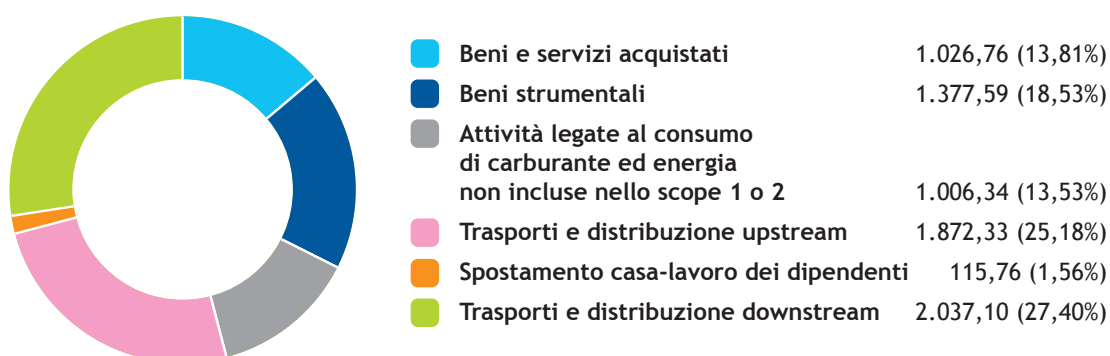 Beni e servizi acquistati 1.026,76 (13,81%)
Beni strumentali 1.377,59 (18,53%)
Attività legate al consumo
di carburante ed energia
non incluse nello scope 1 o 2 1.006,34 (13,53%)
Trasporti e distribuzione upstream 1.872,33 (25,18%)
Spostamento casa-lavoro dei dipendenti 115,76 (1,56%)
Trasporti e distribuzione downstream 2.037,10 (27,40%)